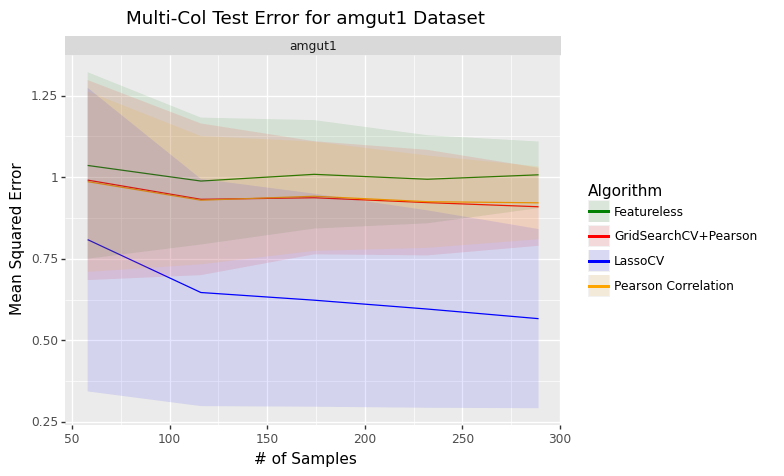 Multi-Col Test Error for amgut1 Dataset
amgut1
Mean Squared Error
1.25
1
0.75
0.50
0.25
50 100 150 200 250 300
# of Samples
Algorithm
Featureless
GridSearchCV+Pearson
LassoCV
Pearson Correlation